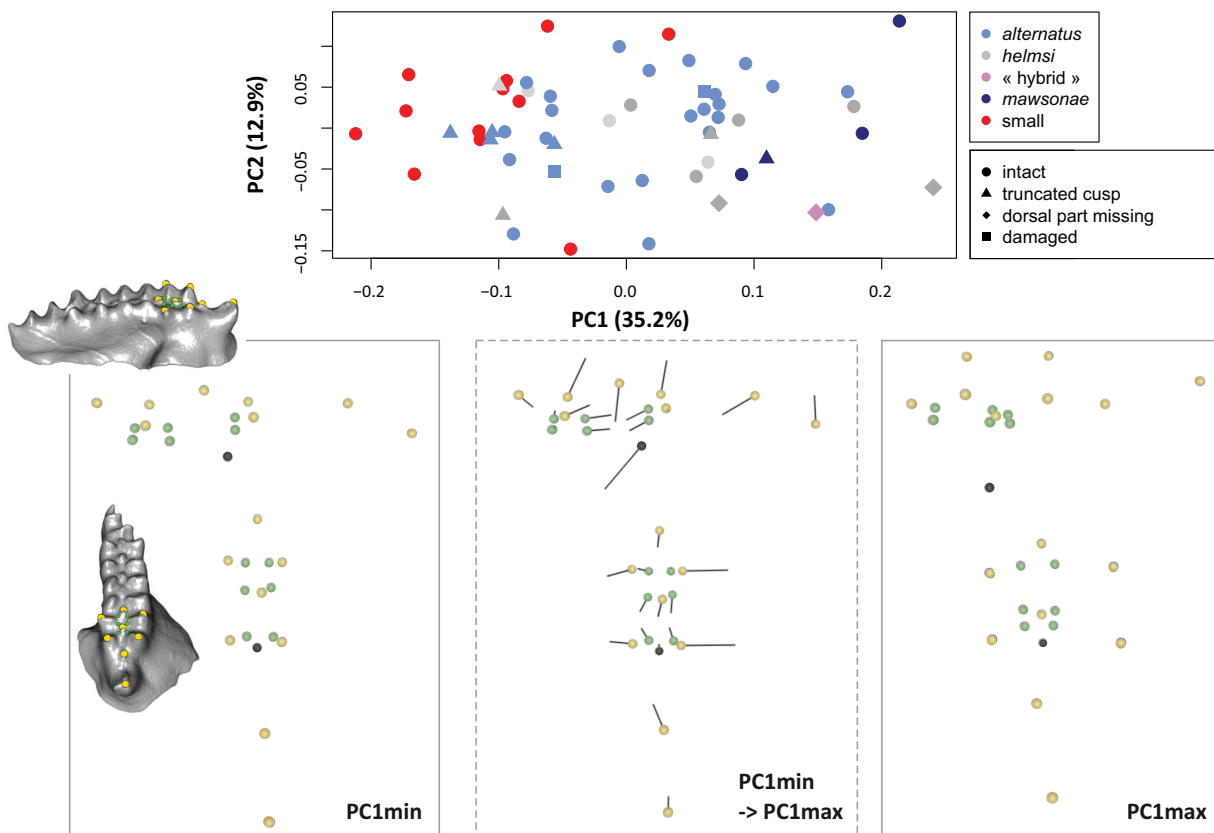 PC2 (12.9%)
0.05
−0.05
−0.15
−0.2
−0.1
0.0
0.1
0.2
PC1 (35.2%)
alternatus
helmsi
« hybrid »
mawsonae
small
intact
truncated cusp
dorsal part missing
damaged
PC1min
PC1min
-> PC1max
PC1max